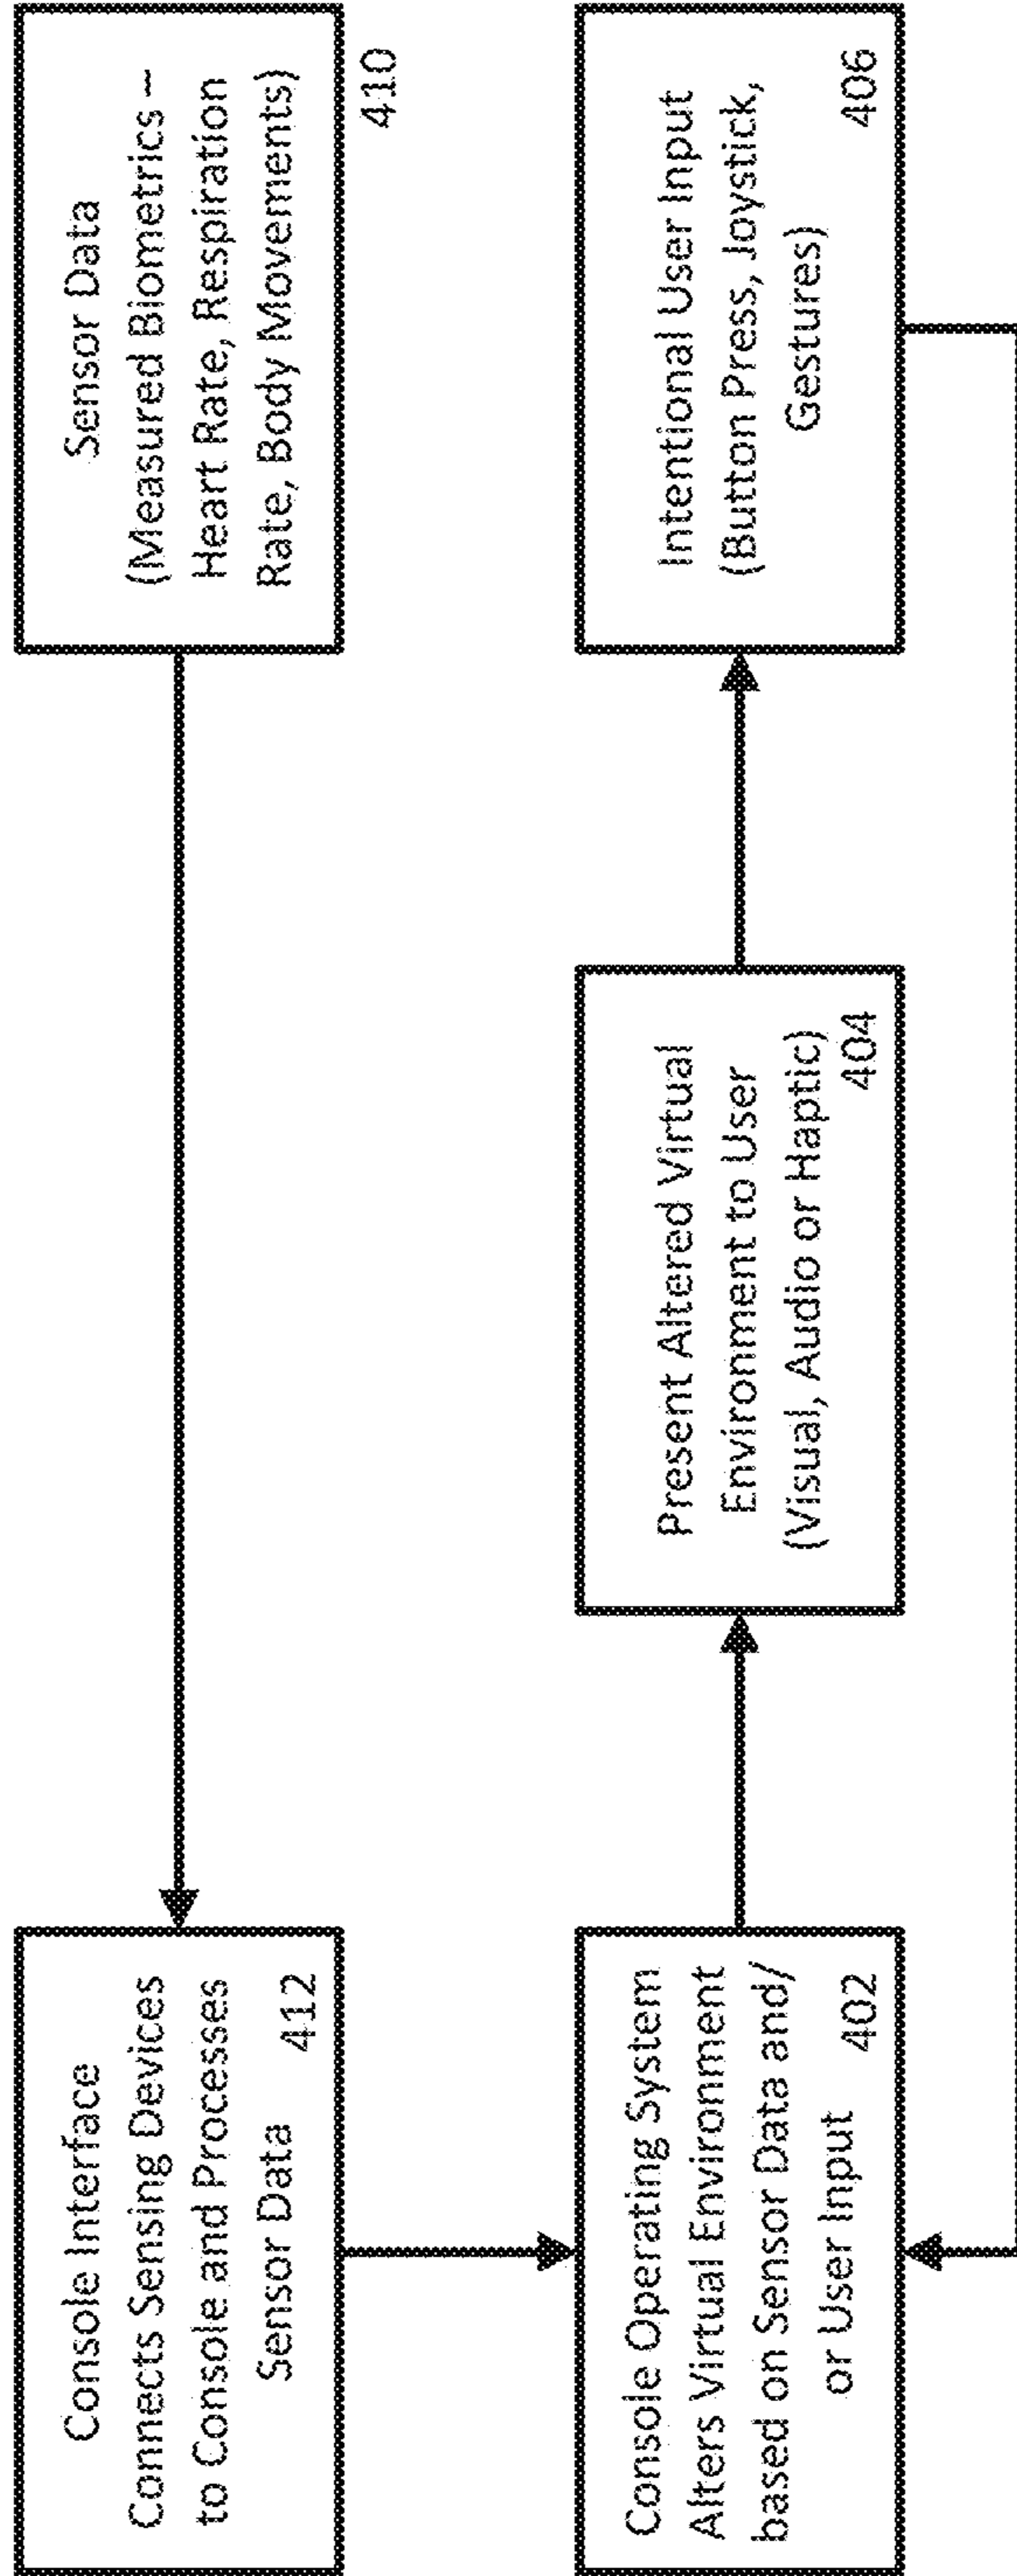 Console Interface
Connects Sensing Devices
to Console and Processes
Sensor Data
412
Sensor Data
(Measured Biometrics –
Heart Rate, Respiration
Rate, Body Movements)
410
Console Operating System
Alters Virtual Environment
based on Sensor Data and/
or User Input
402
Present Altered Virtual
Environment to User
(Visual, Audio or Haptic)
404
Intentional User Input
(Button Press, Joystick,
Gestures)
406